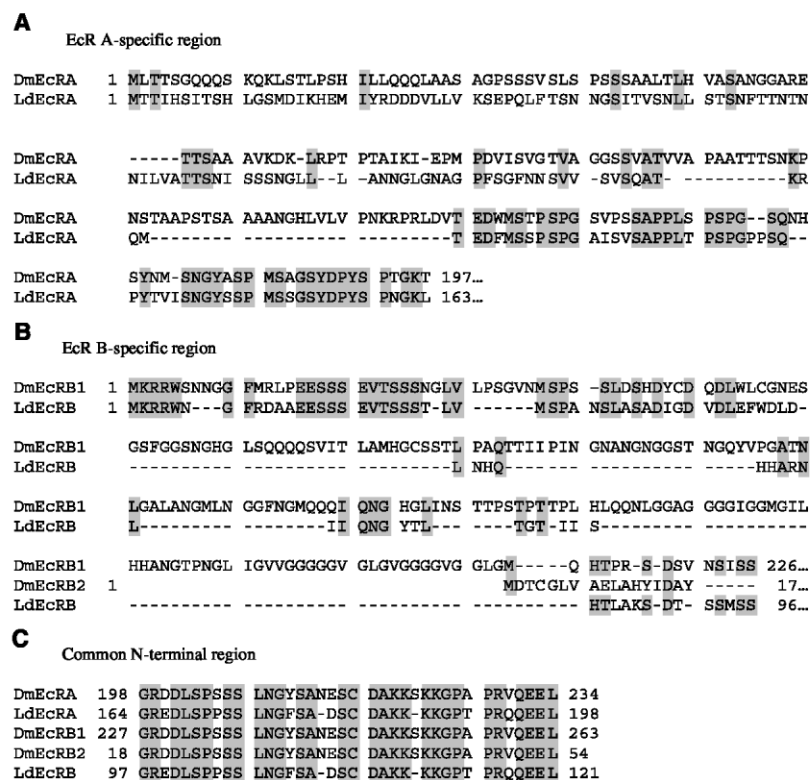 A
EcR A-specific region
DmEcRA 1 MLTTSGQQQS KQKLSTLPSH ILLQQQLAAS AGPSSSVSLS PSSSSAALTL HVASANGGARE
LdEcRA 1 MTTIHSITSH LGSMDIKHEM IYRDDDVLLV KSEPQLFTSN NGSITVSNLL STSNFTTNTN
DmEcRA -----TTSAA AVKDK-LRPT PTAIKI-EPM PDVISVGTVA GGSSVATVVA PAATTTSNKP
LdEcRA NILVATTSNI SSSNGLL--L -ANNGLGNAG PFSGFNNSVV -SVSQAT--- --------KR
DmEcRA NSTAAPSTSA AAANGHLVLV PNKRPRLDVT EDWMSTPSPG SVPSSAPPLS PSPG--SQNH
LdEcRA QM-------- ---------- ---------T EDFMSSPSPG AISVSAPPLT PSPGPPSQ--
DmEcRA SYNM-SNGYASP MSAGSYDPYS PTGKT 197...
LdEcRA PYTVISNGYSSP MSSGSYDPYS PNGKL 163...
B
EcR B-specific region
DmEcRB1 1 MKRRWSNNGG FMRLPEESSS EVTSSSNGLV LPSGVNMSPS -SLDSHDYCD QDLWLCGNES
LdEcRB 1 MKRRWN---G FRDAAEESSS EVTSSST-LV ------MSPA NSLASADIGD VDLEFWDLD-
DmEcRB1 GSFGGSNGHG LSQQQQSVIT LAMHGCSSTL PAQTTIIPIN GNANGNGGST NGQYVPGATN
LdEcRB ---------- ---------- ---------L NHQ------- ---------- -----HHARN
DmEcRB1 LGALANGMLN GGFNGMQQQI QNG HGLINS TTPSTPTTPL HLQQNLGGAG GGGIGGMGIL
LdEcRB L--------- --------II QNG YTL--- ----TGT-II S--------- ----------
DmEcRB1 HHANGTPNGL IGVVGGGGGV GLGVGGGGVG GLGM-----Q HTPR-S-DSV NSISS 226...
DmEcRB2 1 MDTCGLVA ELAHYIDAY ----- 17...
LdEcRB ---------- ---------- ---------- ---------- HTLAKS-DT- SSMSS 96...
C
Common N-terminal region
DmEcRA 198 GRDDLSPSSS LNGYSANESC DAKKSKKGPA PRVQEEL 234
LdEcRA 164 GREDLSPPSS LNGFSA-DSC DAKK-KKGPT PRQQEEL 198
DmEcRB1 227 GRDDLSPSSS LNGYSANESC DAKKSKKGPA PRVQEEL 263
DmEcRB2 18 GRDDLSPSSS LNGYSANESC DAKKSKKGPA PRVQEEL 54
LdEcRB 97 GREDLSPPSS LNGFSA-DSC DAKK-KKGPT PRQQEEL 121